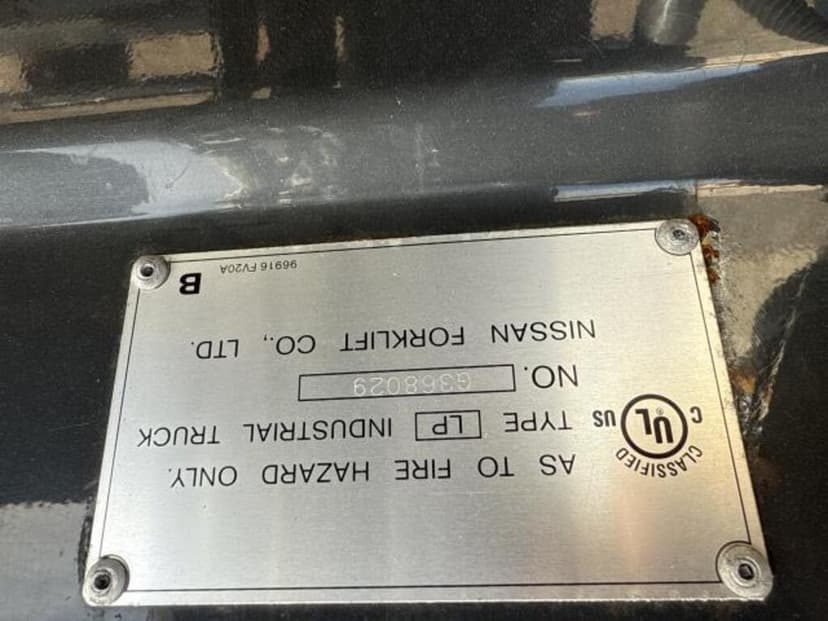 CLASSIFIED
AS TO FIRE HAZARD ONLY.
C UL ® US TYPE LP INDUSTRIAL TRUCK
NO. G368029
NISSAN FORKLIFT CO., LTD.
96916 FV20A B